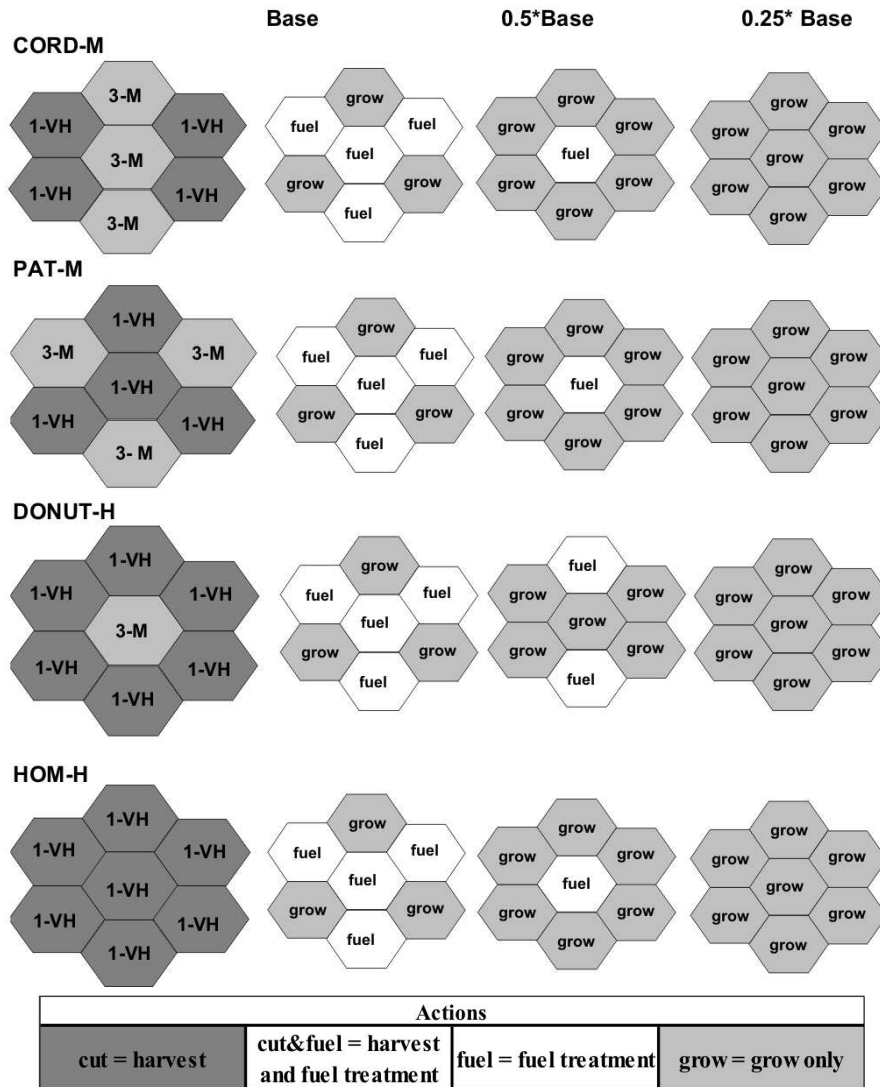 Base 0.5*Base 0.25* Base
CORD-M
3-M
1-VH 1-VH
3-M
1-VH 1-VH
3-M
grow
fuel fuel
fuel
grow grow
fuel
grow
grow grow
fuel
grow grow
grow
grow
grow grow
grow
grow grow
grow
PAT-M
1-VH
3-M 3-M
1-VH
1-VH 1-VH
3- M
grow
fuel fuel
fuel
grow grow
fuel
grow
grow grow
fuel
grow grow
grow
grow
grow grow
grow
grow grow
grow
DONUT-H
1-VH
1-VH 1-VH
3-M
1-VH 1-VH
1-VH
grow
fuel fuel
fuel
grow grow
fuel
fuel
grow grow
grow
grow grow
fuel
grow
grow grow
grow
grow grow
grow
HOM-H
1-VH
1-VH 1-VH
1-VH
1-VH 1-VH
1-VH
grow
fuel fuel
fuel
grow grow
fuel
grow
grow grow
fuel
grow grow
grow
grow
grow grow
grow
grow grow
grow
Actions
cut = harvest
cut&fuel = harvest
and fuel treatment
fuel = fuel treatment
grow = grow only